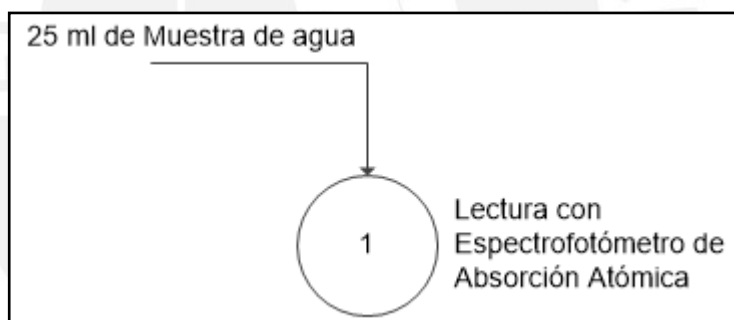 25 ml de Muestra de agua
1
Lectura con
Espectrofotómetro de
Absorción Atómica